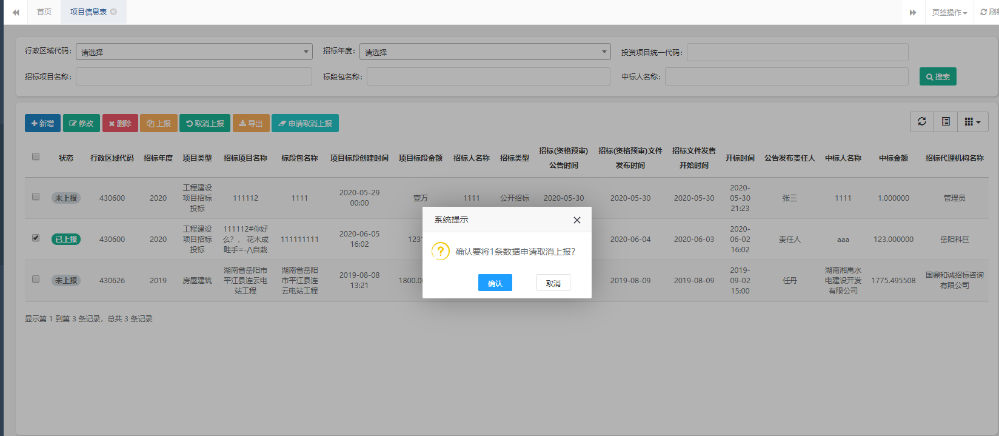 首页
项目信息表
页签操作
刷新
行政区域代码：
请选择
招标年度：
请选择
投资项目统一代码：
招标项目名称：
标段包名称：
中标人名称：
搜索
新增
修改
删除
上报
取消上报
导出
申请取消上报
状态
行政区域代码
招标年度
项目类型
招标项目名称
标段包名称
项目标段创建时间
项目标段金额
招标人名称
招标类型
招标(资格预审)
公告时间
招标(资格预审)文件
发布时间
招标文件发售
开始时间
开标时间
公告发布责任人
中标人名称
中标金额
招标代理机构名称
未上报
430600
2020
工程建设
项目招标
投标
111112
1111
2020-05-29
00:00
壹万
1111
公开招标
2020-05-30
2020-05-30
2020-05-30
2020-
05-30
21:23
张三
1111
1.000000
管理员
已上报
430600
2020
工程建设
项目招标
投标
111112#你好
么？，花木成
畦手=-八自栽
111111111
2020-06-05
16:02
123
2020-06-04
2020-06-03
2020-
06-02
16:02
责任人
aaa
123.000000
岳阳科巨
未上报
430626
2019
房屋建筑
湖南省岳阳市
平江县连云电
站工程
湖南省岳阳
市平江县连
云电站工程
2019-08-08
13:21
1800.0
2019-08-09
2019-08-09
2019-
09-02
15:00
任丹
湖南湘禹水
电建设开发
有限公司
1775.495508
国鼎和诚招标咨询
有限公司
显示第 1 到第 3 条记录，总共 3 条记录
系统提示
确认要将1条数据申请取消上报？
确认
取消